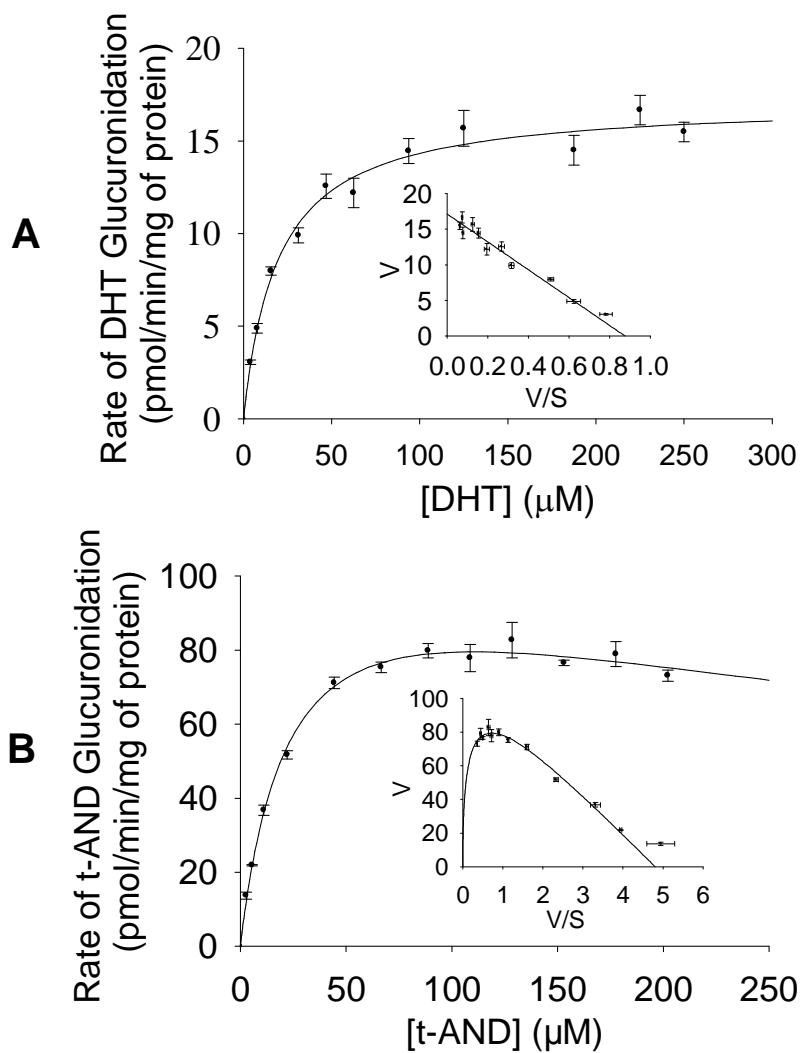 A
Rate of DHT Glucuronidation
(pmol/min/mg of protein)
20
15
10
5
0
0 50 100 150 200 250 300
[DHT] (μM)
V
20
15
10
5
0
0.0 0.2 0.4 0.6 0.8 1.0
V/S
B
Rate of t-AND Glucuronidation
(pmol/min/mg of protein)
100
80
60
40
20
0
0 50 100 150 200 250
[t-AND] (μM)
V
100
80
60
40
20
0
0 1 2 3 4 5 6
V/S